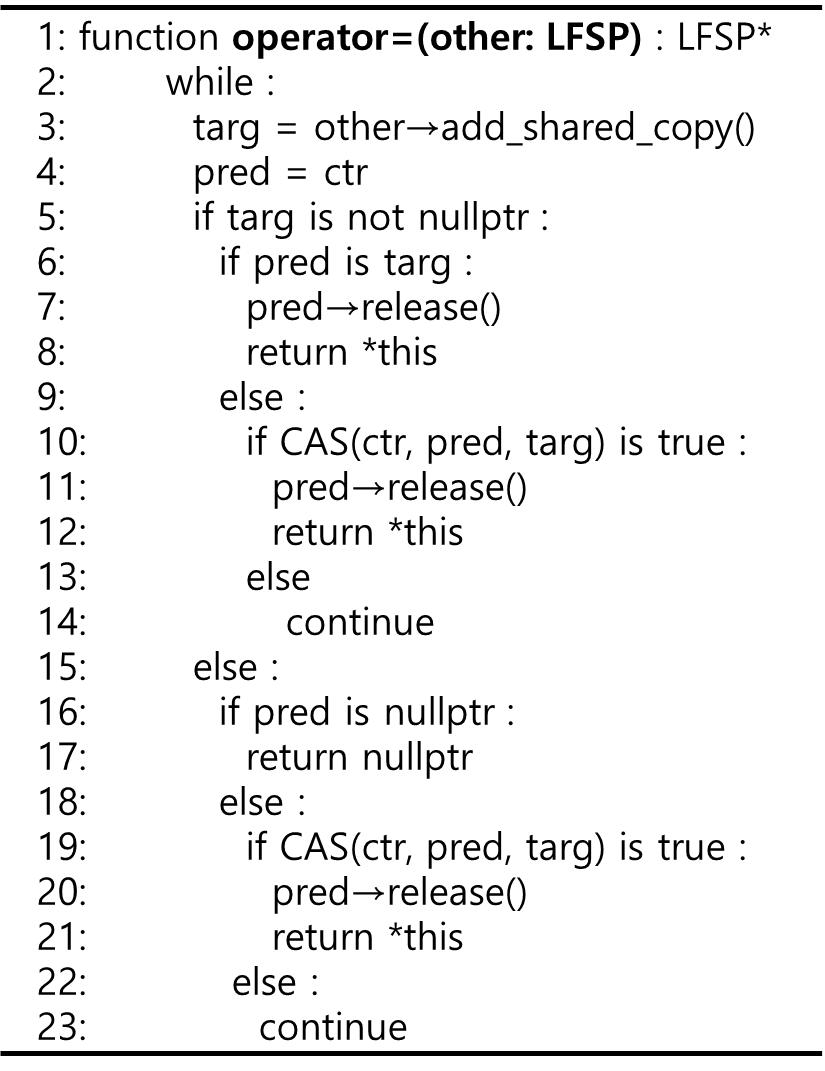 1: function operator=(other: LFSP) : LFSP*
2: while :
3: targ = other→add_shared_copy()
4: pred = ctr
5: if targ is not nullptr :
6: if pred is targ :
7: pred→release()
8: return *this
9: else :
10: if CAS(ctr, pred, targ) is true :
11: pred→release()
12: return *this
13: else
14: continue
15: else :
16: if pred is nullptr :
17: return nullptr
18: else :
19: if CAS(ctr, pred, targ) is true :
20: pred→release()
21: return *this
22: else :
23: continue